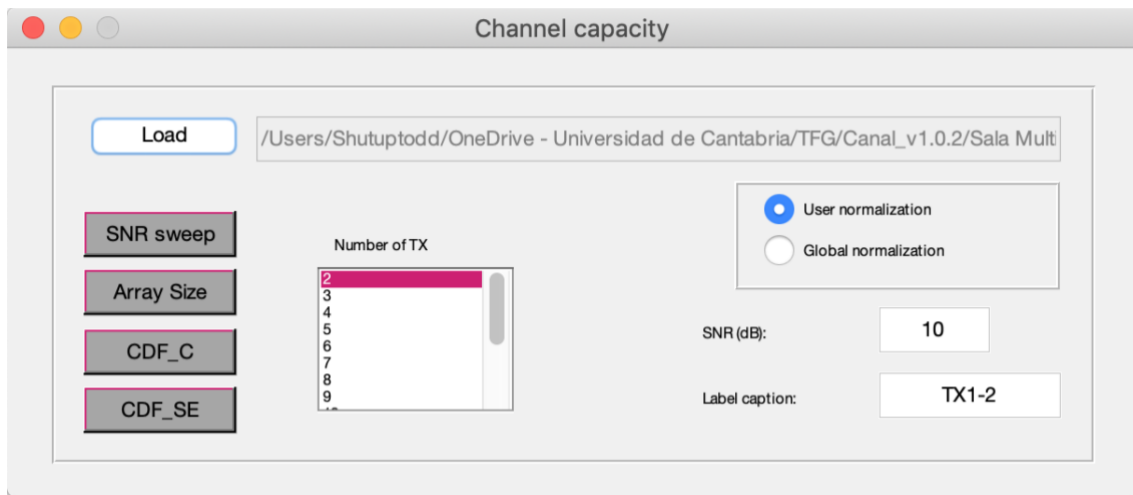 Channel capacity
Load
/Users/Shutuptodd/OneDrive - Universidad de Cantabria/TFG/Canal_v1.0.2/Sala Multi
User normalization
SNR sweep
Number of TX
Global normalization
Array Size
2
3
4
5
6
7
8
9
SNR (dB):
10
CDF_C
CDF_SE
Label caption:
TX1-2